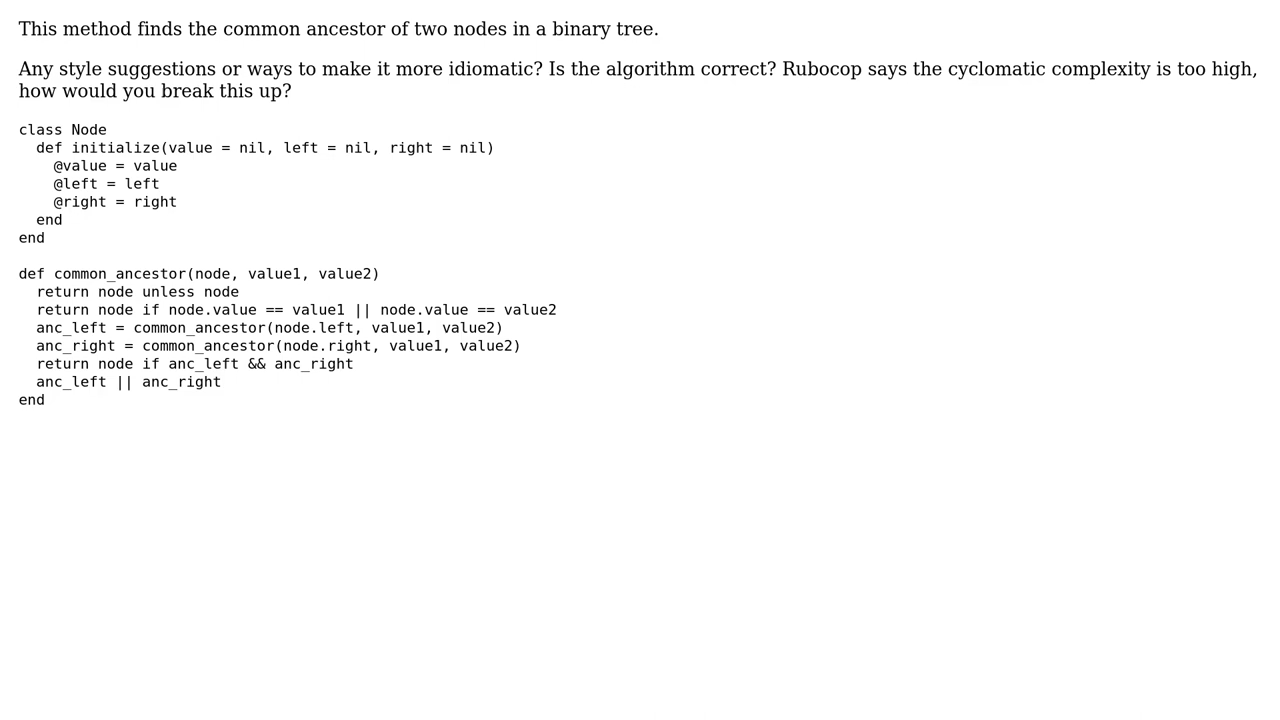 This method finds the common ancestor of two nodes in a binary tree.
Any style suggestions or ways to make it more idiomatic? Is the algorithm correct? Rubocop says the cyclomatic complexity is too high,
how would you break this up?
class Node
  def initialize(value = nil, left = nil, right = nil)
    @value = value
    @left = left
    @right = right
  end
end

def common_ancestor(node, value1, value2)
  return node unless node
  return node if node.value == value1 || node.value == value2
  anc_left = common_ancestor(node.left, value1, value2)
  anc_right = common_ancestor(node.right, value1, value2)
  return node if anc_left && anc_right
  anc_left || anc_right
end